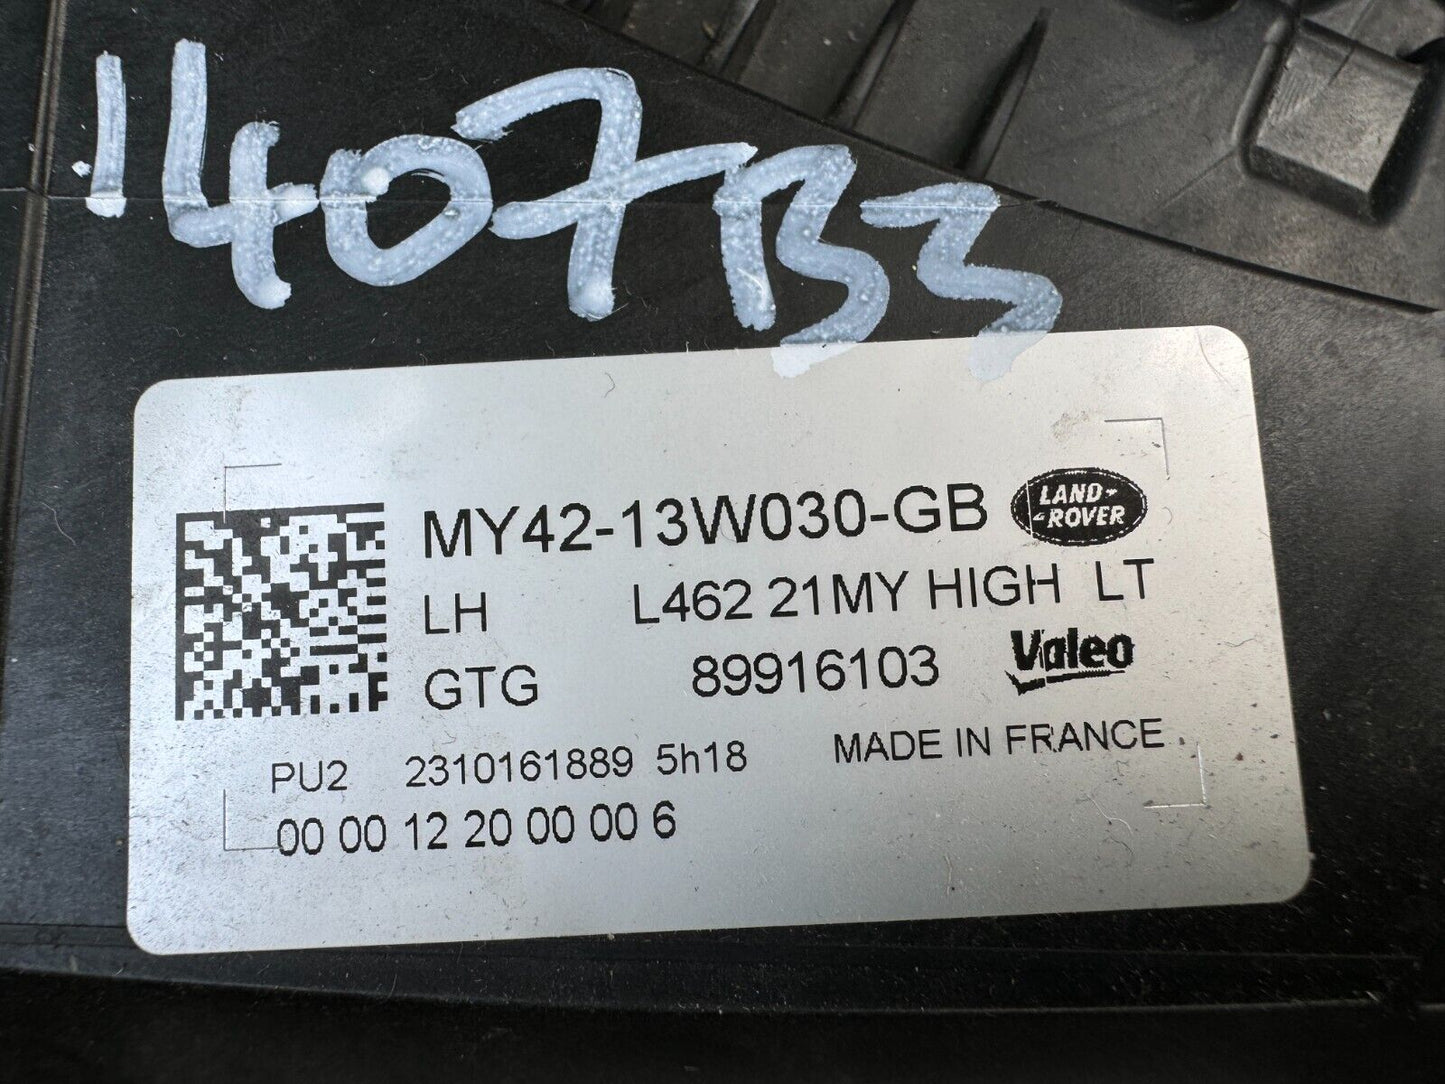 1407B3
MY42-13W030-GB LAND-ROVER
LH L462 21MY HIGH LT
GTG 89916103 Valeo
PU2 2310161889 5h18 MADE IN FRANCE
00 00 12 20 00 00 6